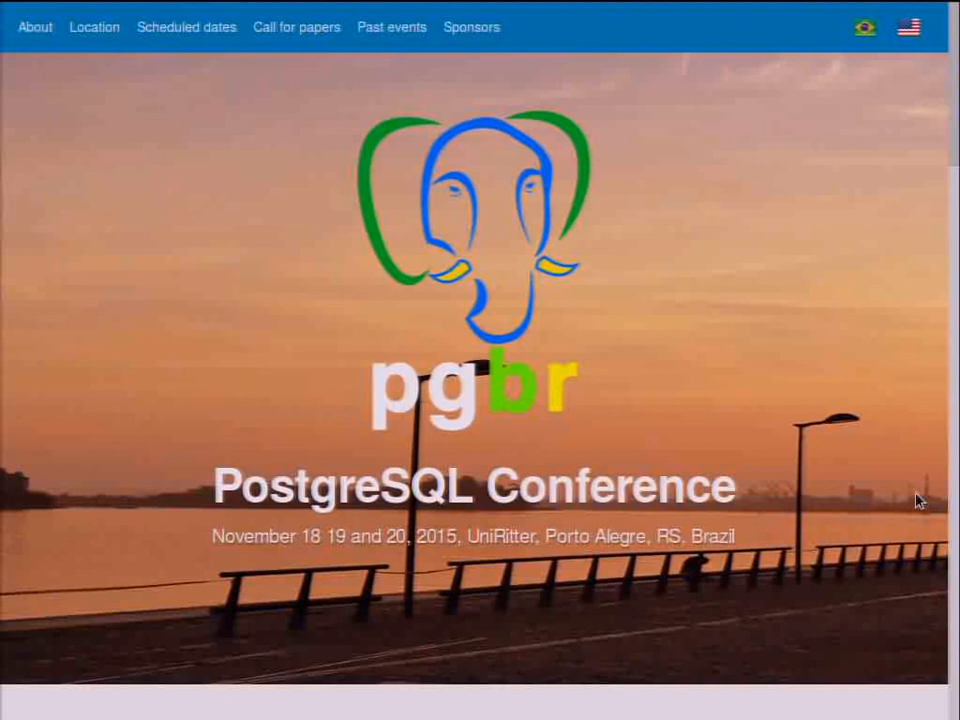 About Location Scheduled dates Call for papers Past events Sponsors
pgbr
PostgreSQL Conference
November 18 19 and 20, 2015, UniRitter, Porto Alegre, RS, Brazil